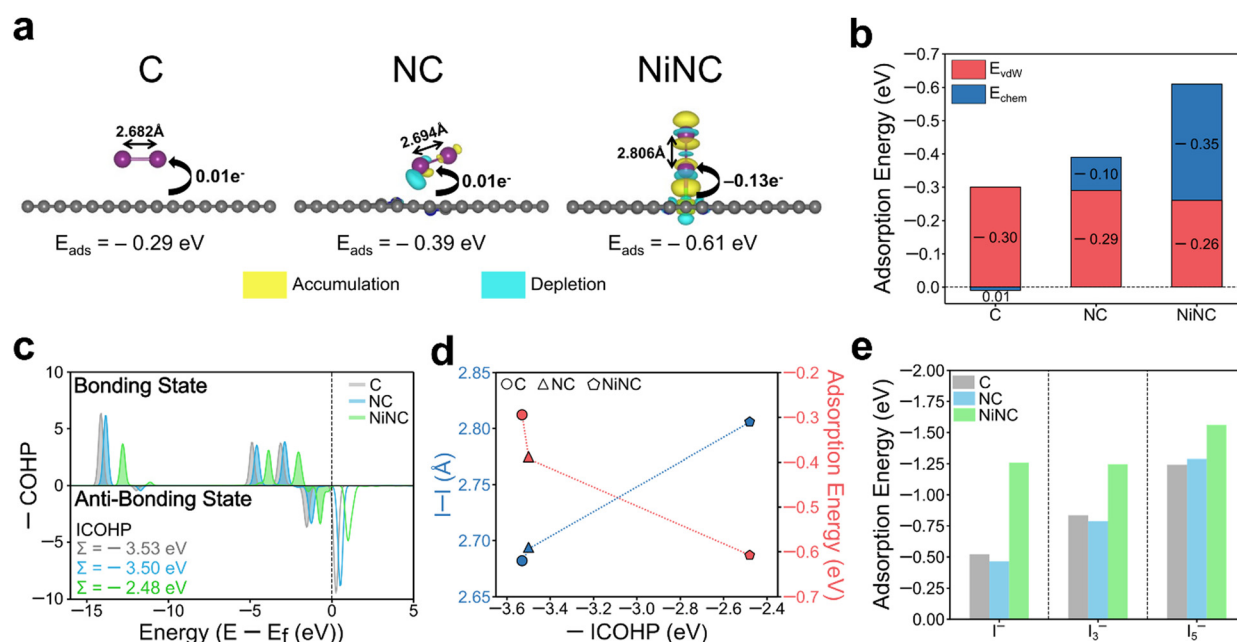 a
C
NC
NiNC
2.682Å
2.694Å
2.806Å
0.01e⁻
0.01e⁻
−0.13e⁻
Eads = − 0.29 eV
Eads = − 0.39 eV
Eads = − 0.61 eV
Accumulation
Depletion
b
Adsorption Energy (eV)
−0.7
−0.6
−0.5
−0.4
−0.3
−0.2
−0.1
0.0
EvdW
Echem
− 0.30
0.01
− 0.10
− 0.29
− 0.35
− 0.26
C
NC
NiNC
c
− COHP
10
5
0
−5
−10
Bonding State
C
NC
NiNC
Anti-Bonding State
ICOHP
Σ = − 3.53 eV
Σ = − 3.50 eV
Σ = − 2.48 eV
−15
−10
−5
0
5
Energy (E − Ef (eV))
d
I−I (Å)
2.85
2.80
2.75
2.70
2.65
C
NC
NiNC
−0.2
−0.3
−0.4
−0.5
−0.6
−0.7
Adsorption Energy (eV)
−3.6
−3.4
−3.2
−3.0
−2.8
−2.6
−2.4
− ICOHP (eV)
e
Adsorption Energy (eV)
−2.00
−1.75
−1.50
−1.25
−1.00
−0.75
−0.50
−0.25
0.00
C
NC
NiNC
I⁻
I₃⁻
I₅⁻